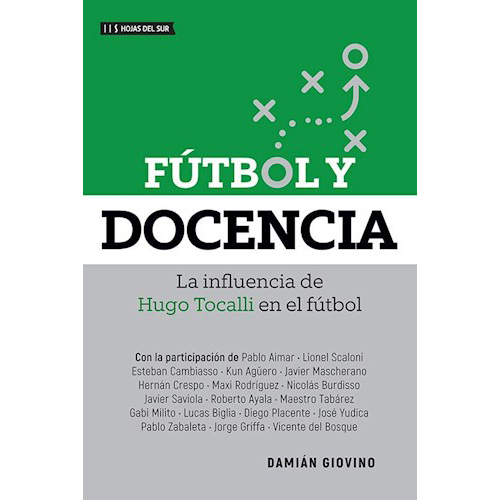 HOJAS DEL SUR
FÚTBOL Y
DOCENCIA
La influencia de
Hugo Tocalli en el fútbol
Con la participación de Pablo Aimar · Lionel Scaloni
Esteban Cambiasso · Kun Agüero · Javier Mascherano
Hernán Crespo · Maxi Rodríguez · Nicolás Burdisso
Javier Saviola · Roberto Ayala · Maestro Tabárez
Gabi Milito · Lucas Biglia · Diego Placente · José Yudica
Pablo Zabaleta · Jorge Griffa · Vicente del Bosque
DAMIÁN GIOVINO